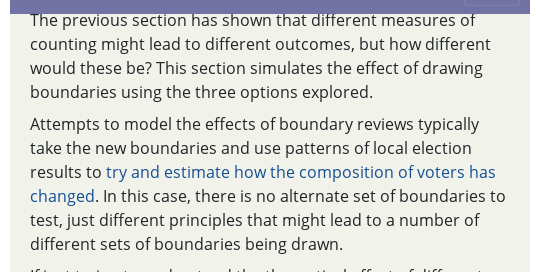 The previous section has shown that different measures of
counting might lead to different outcomes, but how different
would these be? This section simulates the effect of drawing
boundaries using the three options explored.
Attempts to model the effects of boundary reviews typically
take the new boundaries and use patterns of local election
results to try and estimate how the composition of voters has
changed. In this case, there is no alternate set of boundaries to
test, just different principles that might lead to a number of
different sets of boundaries being drawn.